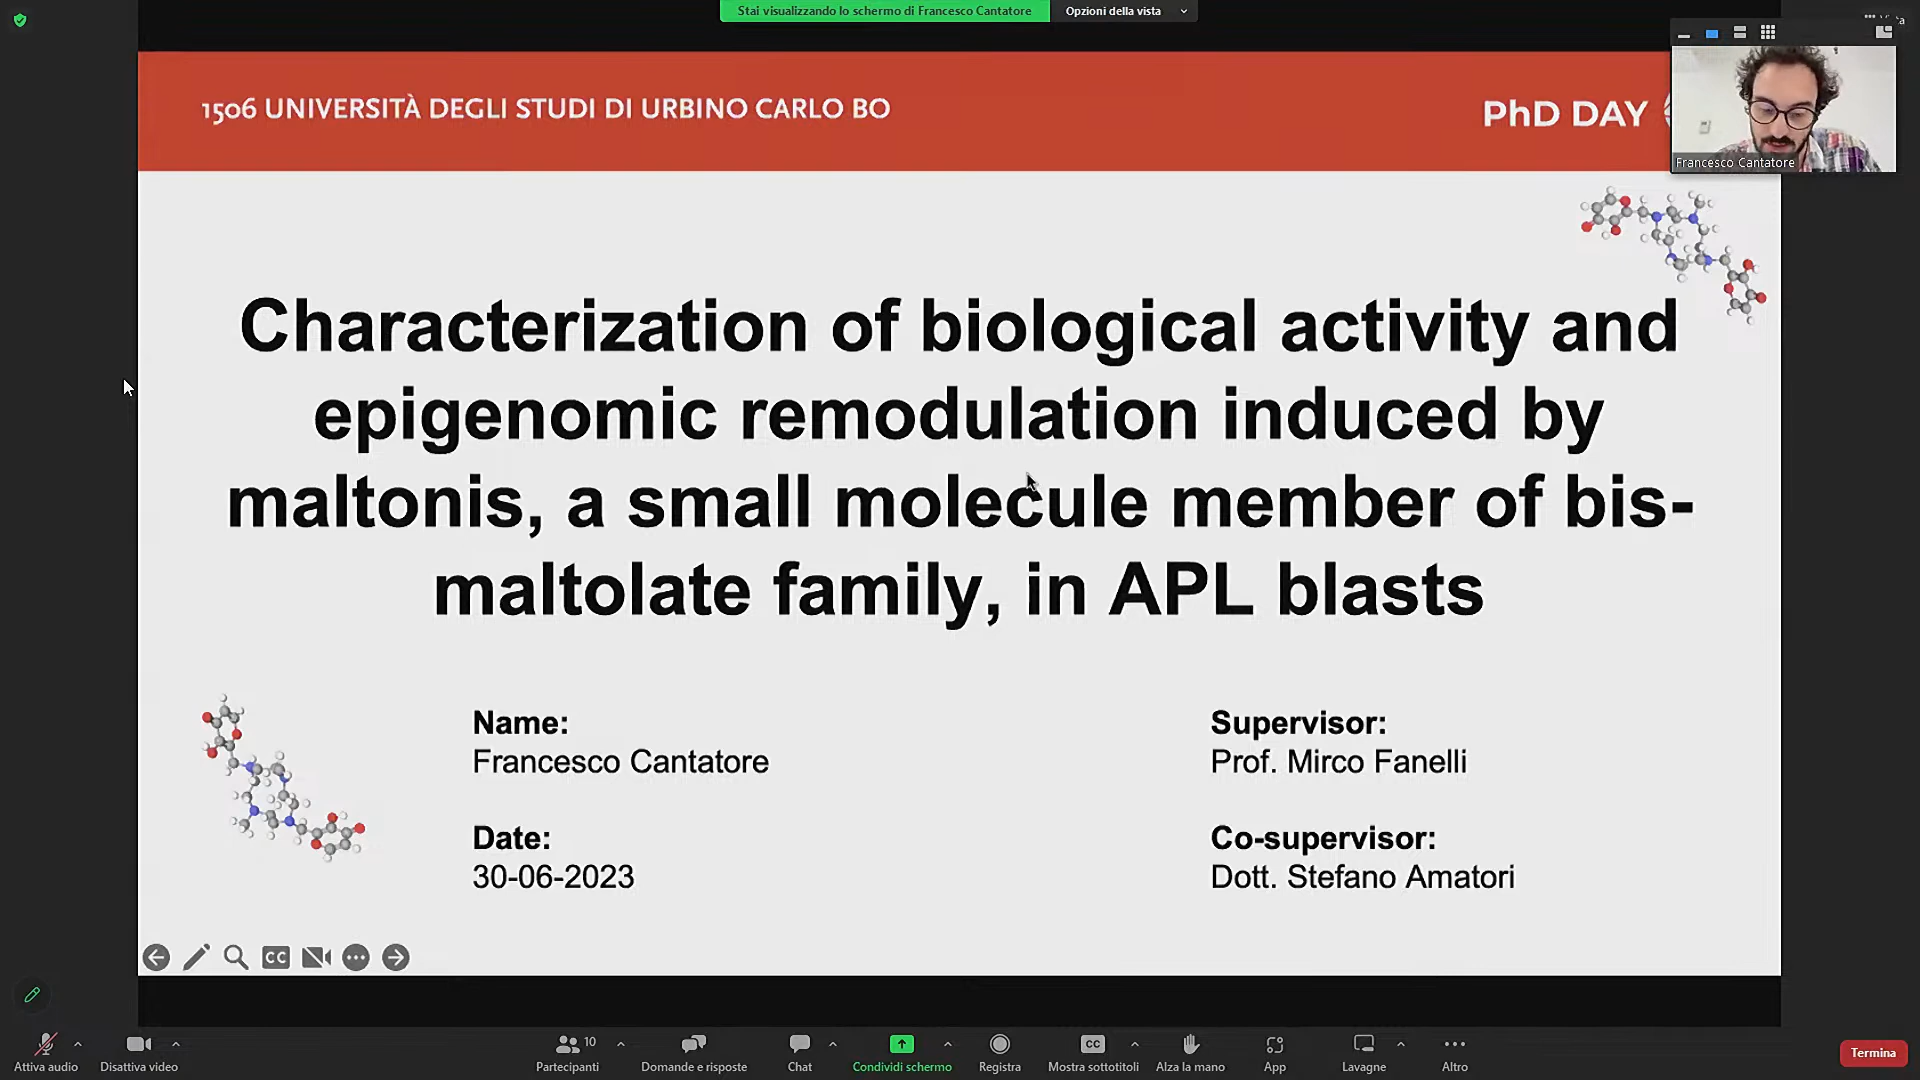 Stai visualizzando lo schermo di Francesco Cantatore
Opzioni della vista
1506 UNIVERSITÀ DEGLI STUDI DI URBINO CARLO BO
PhD DAY
Francesco Cantatore
Characterization of biological activity and
epigenomic remodulation induced by
maltonis, a small molecule member of bis-
maltolate family, in APL blasts
Name:
Francesco Cantatore
Supervisor:
Prof. Mirco Fanelli
Date:
30-06-2023
Co-supervisor:
Dott. Stefano Amatori
CC
Attiva audio
Disattiva video
10
Partecipanti
Domande e risposte
Chat
Condividi schermo
Registra
CC
Mostra sottotitoli
Alza la mano
App
Lavagne
Altro
Termina